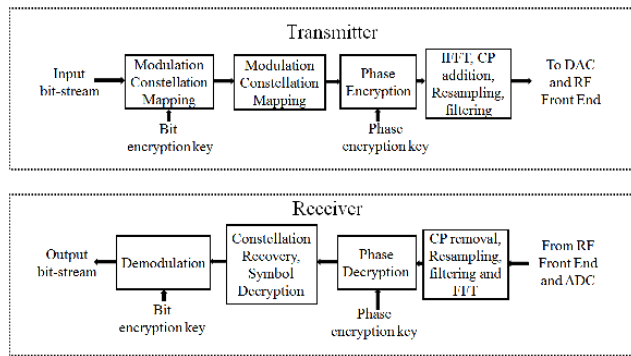 Transmitter
Input
bit-stream
Modulation
Constellation
Mapping
Modulation
Constellation
Mapping
Phase
Encryption
IFFT, CP
addition,
Resampling,
filtering
To DAC
and RF
Front End
Bit
encryption key
Phase
encryption key
Receiver
Output
bit-stream
Demodulation
Constellation
Recovery,
Symbol
Decryption
Phase
Decryption
CP removal,
Resampling,
filtering and
FFT
From RF
Front End
and ADC
Bit
encryption key
Phase
encryption key